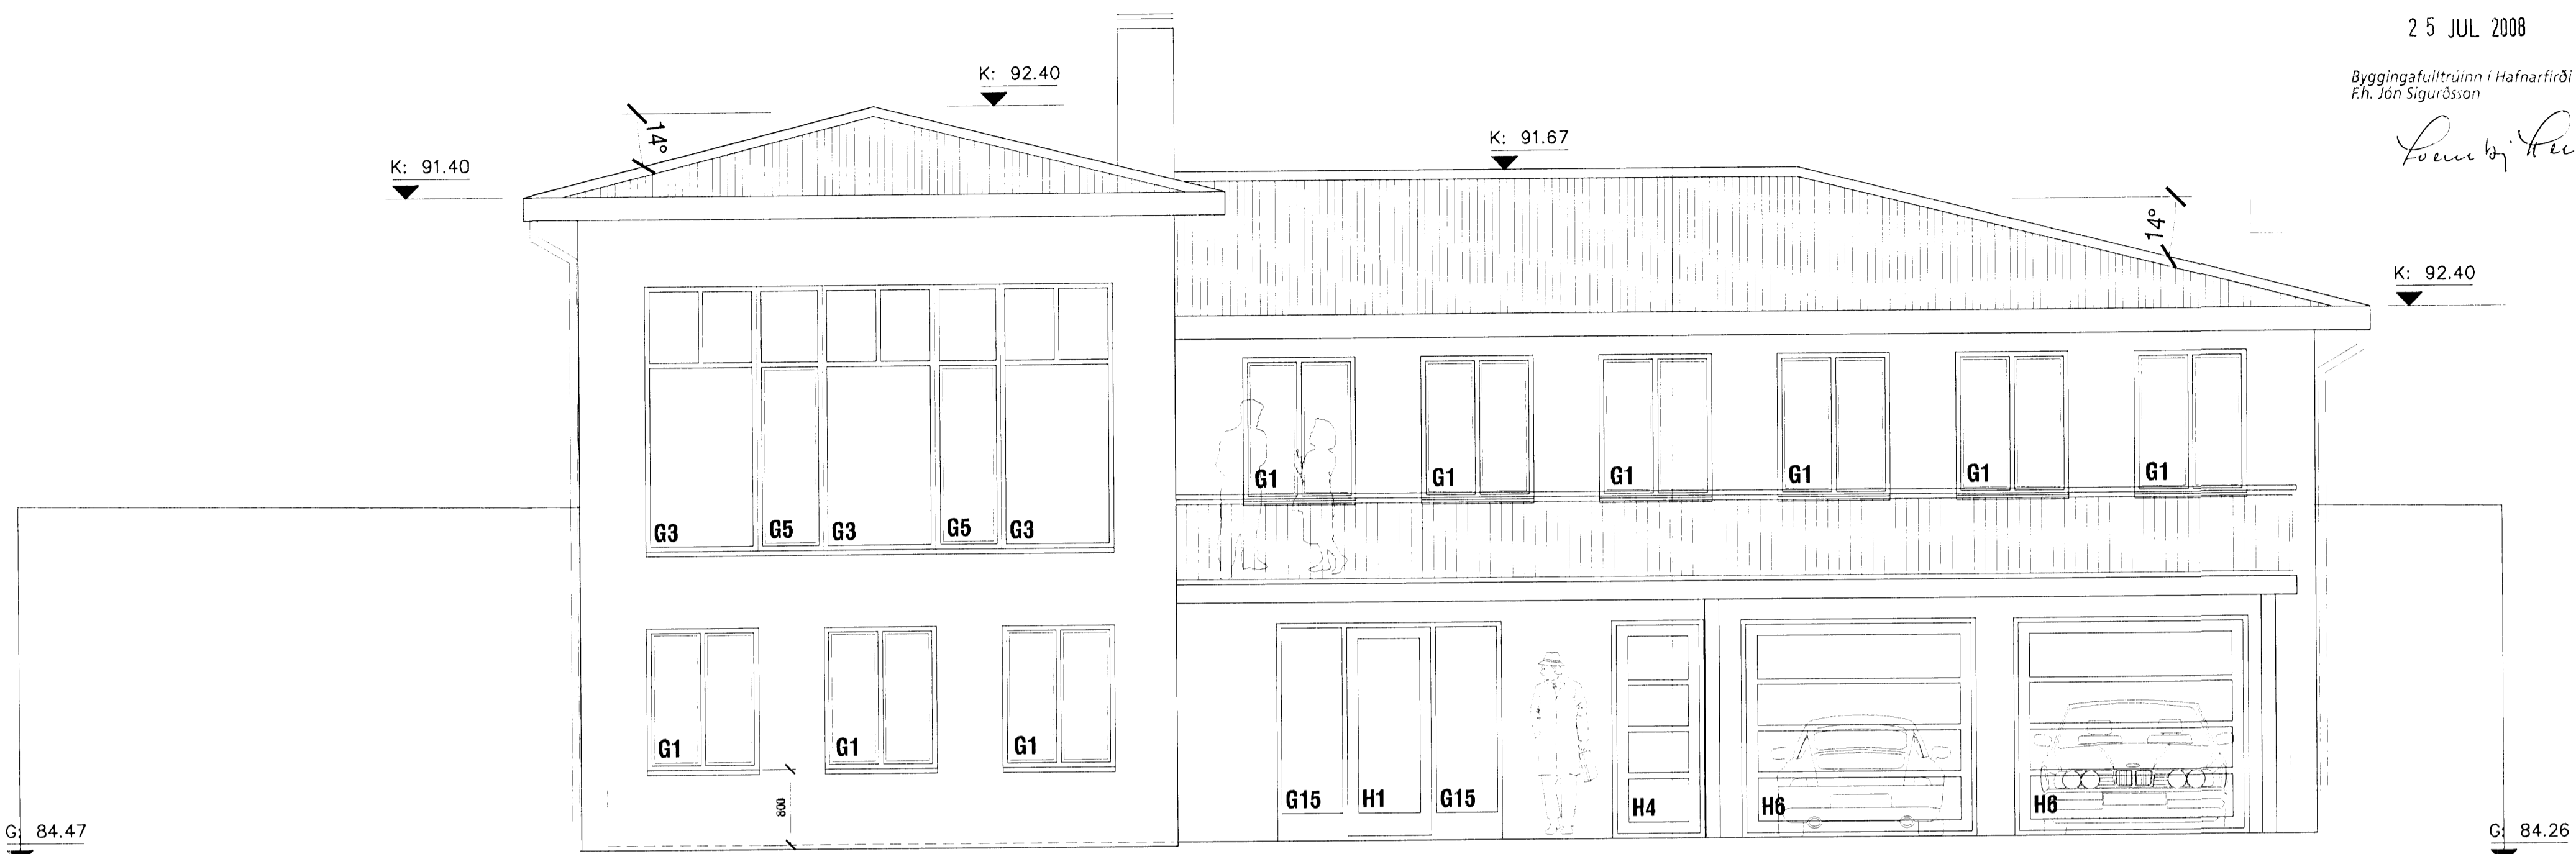 25 JUL 2008
Byggingafulltrúinn í Hafnarfirði
F.h. Jón Sigurðsson
K: 92.40
14°
K: 91.67
K: 91.40
14°
K: 92.40
G1 G1 G1 G1 G1 G1
G3 G5 G3 G5 G3
G1 G1 G1
800
G15 H1 G15 H4 H6 H6
G: 84.47
G: 84.26